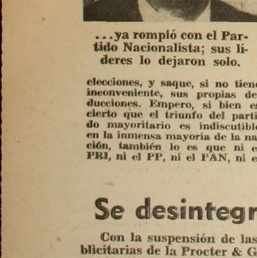 ...ya rompió con el Par-
tido Nacionalista; sus lí-
deres lo dejaron solo.
elecciones, y saque, si no tiene
inconveniente, sus propias de-
ducciones. Empero, si bien e
cierto que el triunfo del parti
do mayoritario es indiscutibl
en la inmensa mayoría de la na
ción, también lo es que ni e
PRI, ni el PP, ni el PAN, ni e
Se desintegr
Con la suspensión de las
blicitarias de la Procter & G